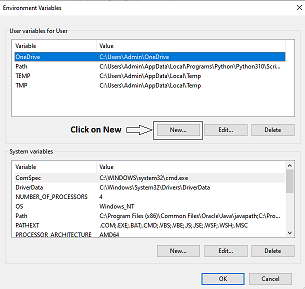 Environment Variables
User variables for User
Variable Value
OneDrive C:\Users\Admin\OneDrive
Path C:\Users\Admin\AppData\Local\Programs\Python\Python310\Scri...
TEMP C:\Users\Admin\AppData\Local\Temp
TMP C:\Users\Admin\AppData\Local\Temp
Click on New New... Edit... Delete
System variables
Variable Value
ComSpec C:\WINDOWS\system32\cmd.exe
DriverData C:\Windows\System32\Drivers\DriverData
NUMBER_OF_PROCESSORS 4
OS Windows_NT
Path C:\Program Files (x86)\Common Files\Oracle\Java\javapath;C:\Pro...
PATHEXT .COM;.EXE;.BAT;.CMD;.VBS;.VBE;.JS;.JSE;.WSF;.WSH;.MSC
PROCESSOR_ARCHITECTURE AMD64
New... Edit... Delete
OK Cancel